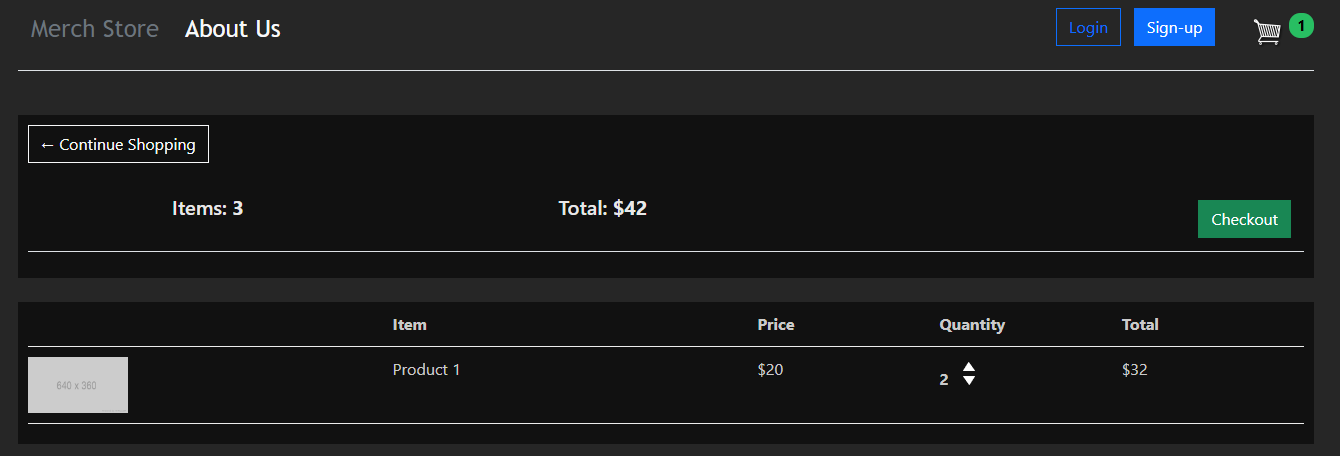 Merch Store About Us Login Sign-up 1
← Continue Shopping
Items: 3 Total: $42
Checkout
Item Price Quantity Total
640 x 360 Product 1 $20 2 $32